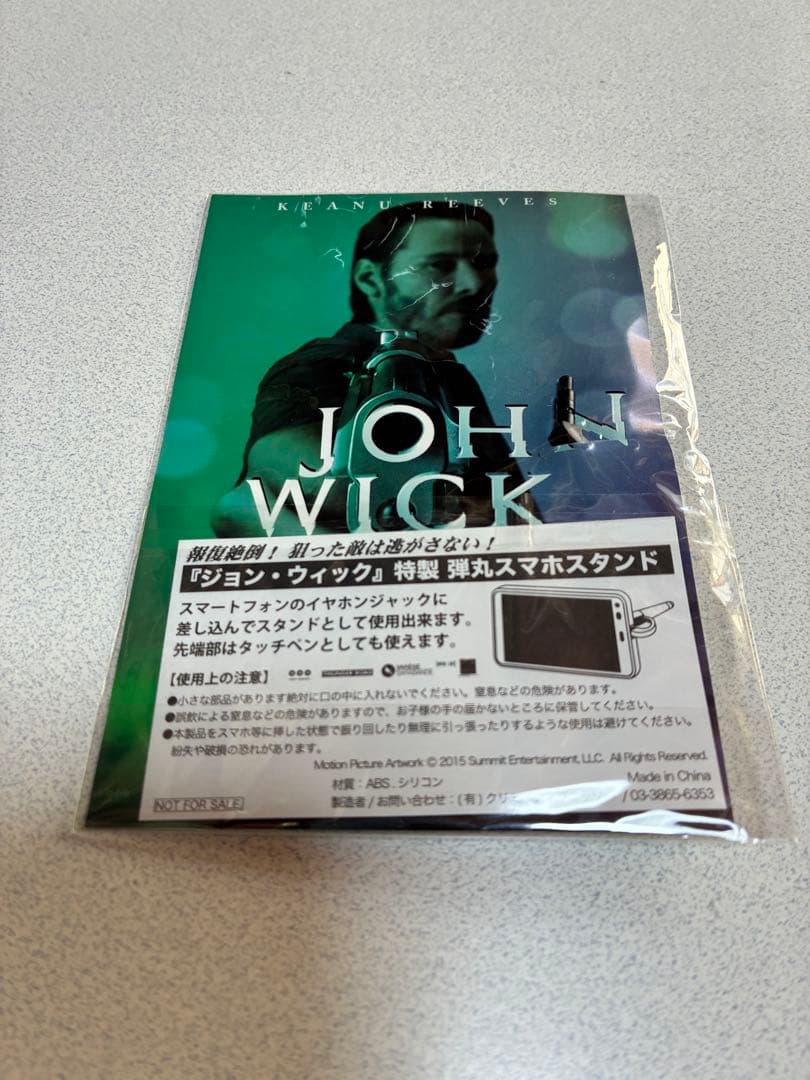 KEANU REEVES
JOHN
WICK
報復絶倒！狙った敵は逃がさない！
『ジョン・ウィック』特製 弾丸スマホスタンド
スマートフォンのイヤホンジャックに
差し込んでスタンドとして使用出来ます。
先端部はタッチペンとしても使えます。
【使用上の注意】
●小さな部品があります絶対に口の中に入れないでください。窒息などの危険があります。
●誤飲による窒息などの危険がありますので、お子様の手の届かないところに保管してください。
●本製品をスマホ等に挿した状態で振り回したり無理に引っ張ったりするような使用は避けてください。
紛失や破損の恐れがあります。
Motion Picture Artwork © 2015 Summit Entertainment, LLC. All Rights Reserved.
材質：ABS．シリコン
Made in China
NOT FOR SALE
製造者 / お問い合わせ：(有) クリ
/ 03-3865-6353